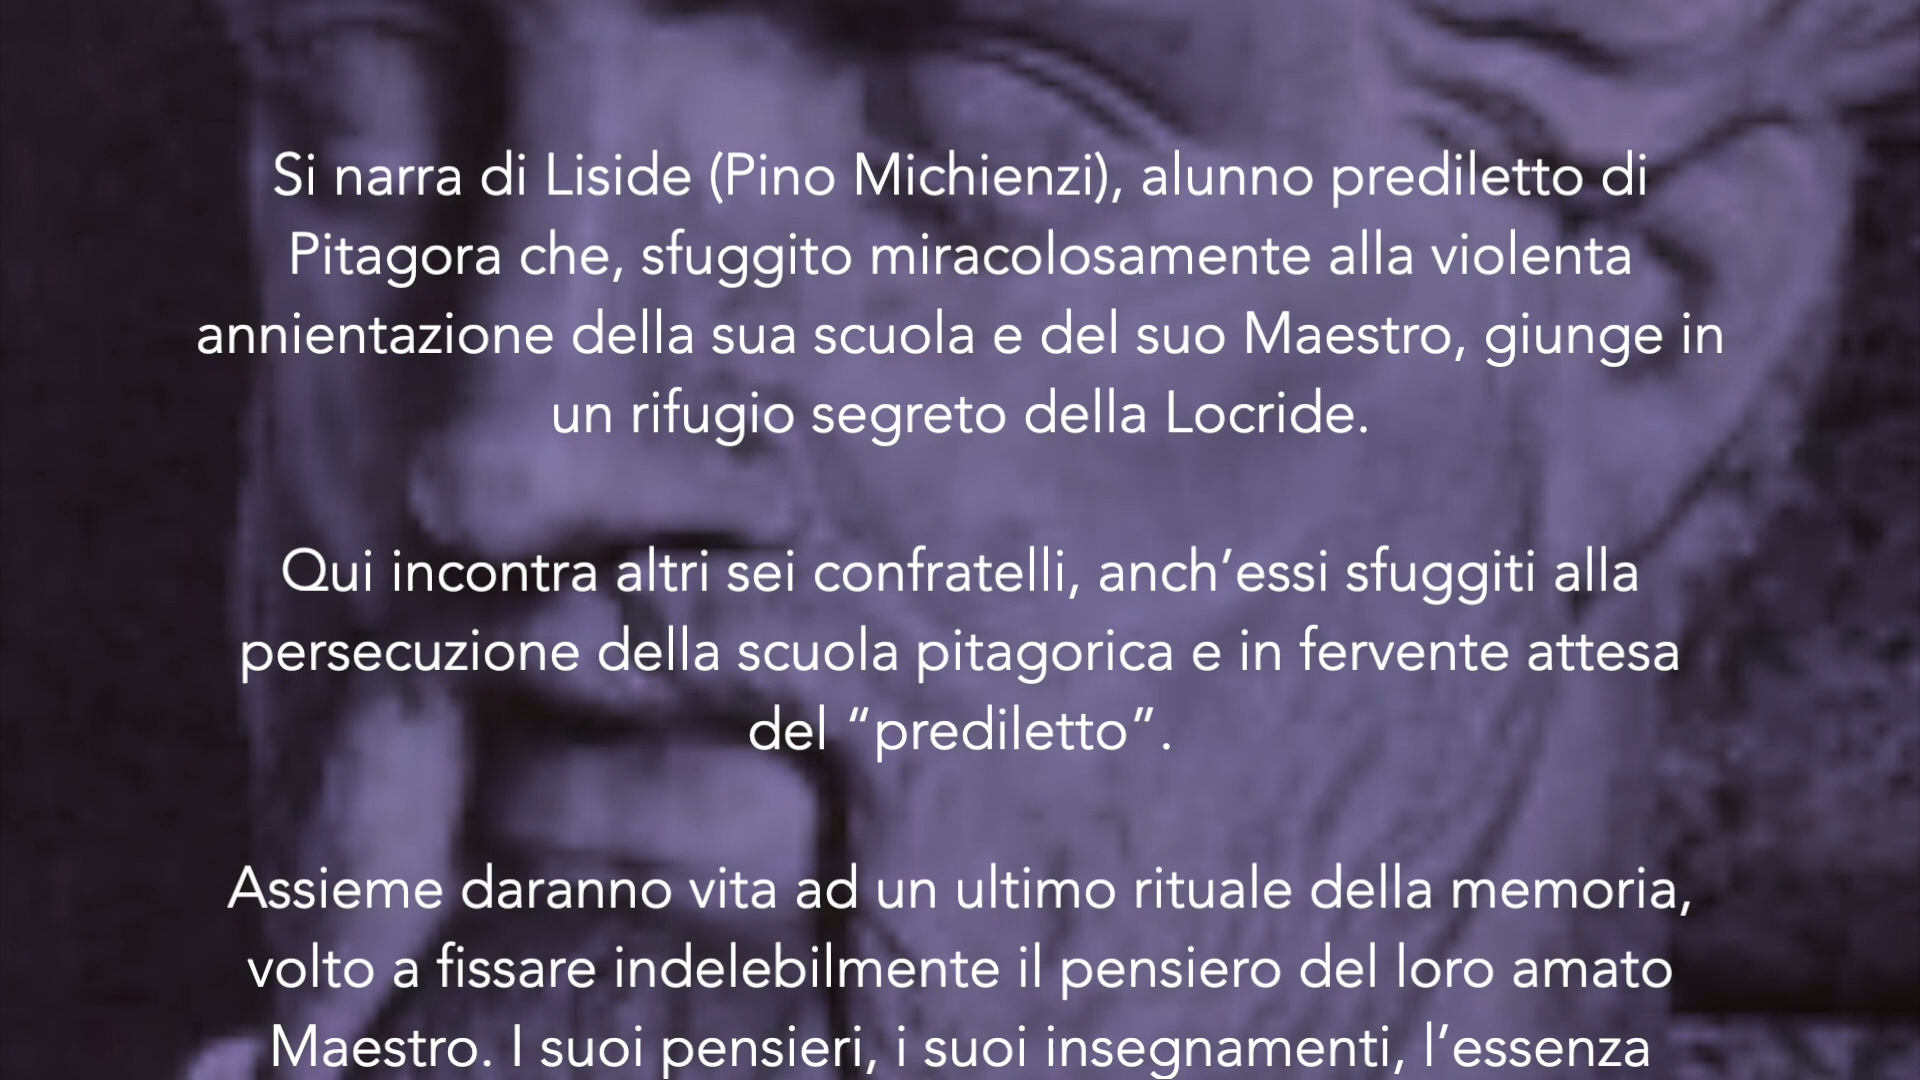 Si narra di Liside (Pino Michienzi), alunno prediletto di
Pitagora che, sfuggito miracolosamente alla violenta
annientazione della sua scuola e del suo Maestro, giunge in
un rifugio segreto della Locride.
Qui incontra altri sei confratelli, anch’essi sfuggiti alla
persecuzione della scuola pitagorica e in fervente attesa
del “prediletto”.
Assieme daranno vita ad un ultimo rituale della memoria,
volto a fissare indelebilmente il pensiero del loro amato
Maestro. I suoi pensieri, i suoi insegnamenti, l’essenza